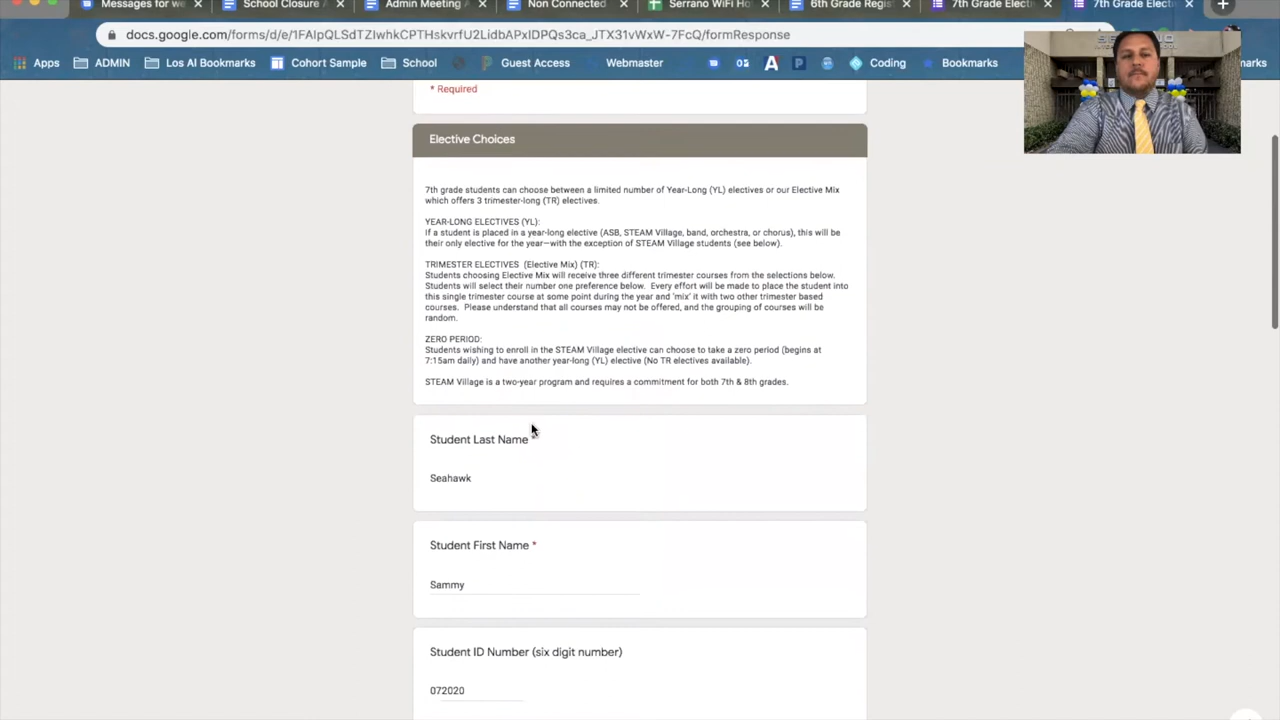 Messages for we
School Closure
Admin Meeting
Non Connected
Serrano WiFi Ho
6th Grade Regis
7th Grade Electi
7th Grade Electi
docs.google.com/forms/d/e/1FAIpQLSdTZIwhkCPTHskvrfU2LidbAPxIDPQs3ca_JTX31vWxW-7FcQ/formResponse
Apps
ADMIN
Los Al Bookmarks
Cohort Sample
School
Guest Access
Webmaster
Coding
Bookmarks
* Required
Elective Choices
7th grade students can choose between a limited number of Year-Long (YL) electives or our Elective Mix
which offers 3 trimester-long (TR) electives.
YEAR-LONG ELECTIVES (YL):
If a student is placed in a year-long elective (ASB, STEAM Village, band, orchestra, or chorus), this will be
their only elective for the year—with the exception of STEAM Village students (see below).
TRIMESTER ELECTIVES (Elective Mix) (TR):
Students choosing Elective Mix will receive three different trimester courses from the selections below.
Students will select their number one preference below. Every effort will be made to place the student into
this single trimester course at some point during the year and 'mix' it with two other trimester based
courses. Please understand that all courses may not be offered, and the grouping of courses will be
random.
ZERO PERIOD:
Students wishing to enroll in the STEAM Village elective can choose to take a zero period (begins at
7:15am daily) and have another year-long (YL) elective (No TR electives available).
STEAM Village is a two-year program and requires a commitment for both 7th & 8th grades.
Student Last Name *
Seahawk
Student First Name *
Sammy
Student ID Number (six digit number)
072020